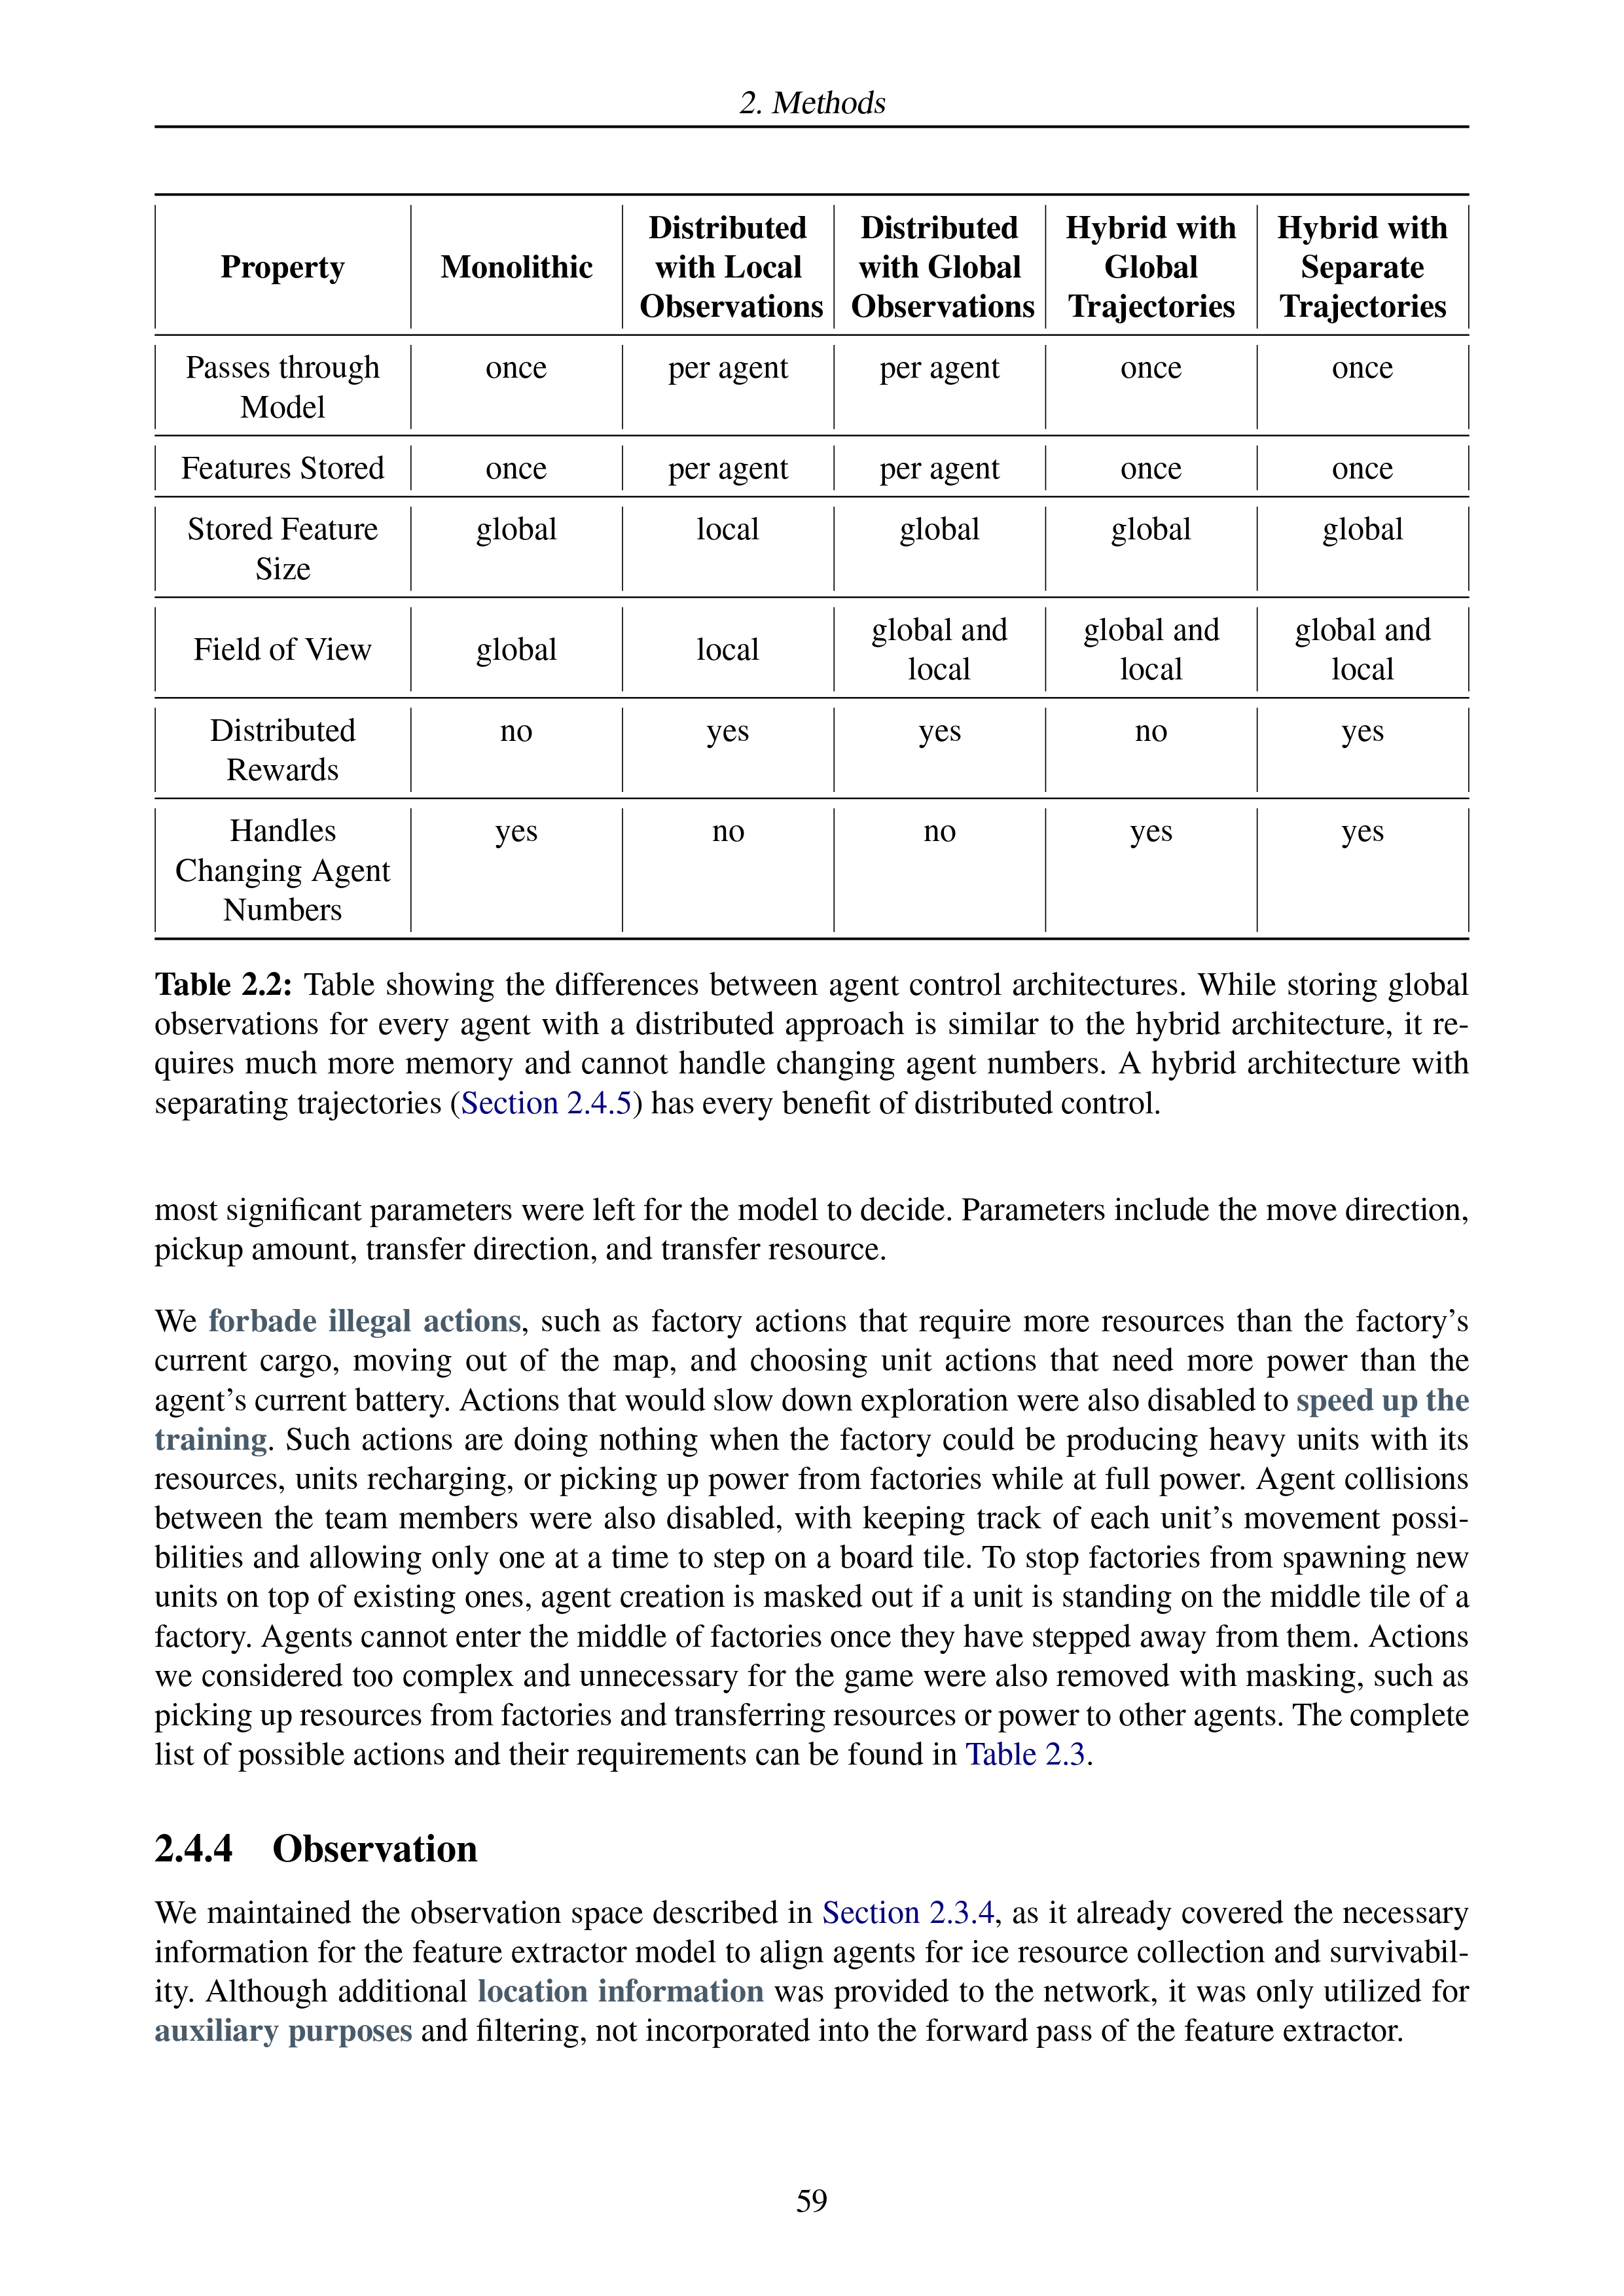 2. Methods
Property Monolithic Distributed with Local Observations Distributed with Global Observations Hybrid with Global Trajectories Hybrid with Separate Trajectories
Passes through Model once per agent per agent once once
Features Stored once per agent per agent once once
Stored Feature Size global local global global global
Field of View global local global and local global and local global and local
Distributed Rewards no yes yes no yes
Handles Changing Agent Numbers yes no no yes yes
Table 2.2: Table showing the differences between agent control architectures. While storing global
observations for every agent with a distributed approach is similar to the hybrid architecture, it re-
quires much more memory and cannot handle changing agent numbers. A hybrid architecture with
separating trajectories (Section 2.4.5) has every benefit of distributed control.
most significant parameters were left for the model to decide. Parameters include the move direction,
pickup amount, transfer direction, and transfer resource.
We forbade illegal actions, such as factory actions that require more resources than the factory's
current cargo, moving out of the map, and choosing unit actions that need more power than the
agent's current battery. Actions that would slow down exploration were also disabled to speed up the
training. Such actions are doing nothing when the factory could be producing heavy units with its
resources, units recharging, or picking up power from factories while at full power. Agent collisions
between the team members were also disabled, with keeping track of each unit's movement possi-
bilities and allowing only one at a time to step on a board tile. To stop factories from spawning new
units on top of existing ones, agent creation is masked out if a unit is standing on the middle tile of a
factory. Agents cannot enter the middle of factories once they have stepped away from them. Actions
we considered too complex and unnecessary for the game were also removed with masking, such as
picking up resources from factories and transferring resources or power to other agents. The complete
list of possible actions and their requirements can be found in Table 2.3.
2.4.4 Observation
We maintained the observation space described in Section 2.3.4, as it already covered the necessary
information for the feature extractor model to align agents for ice resource collection and survivabil-
ity. Although additional location information was provided to the network, it was only utilized for
auxiliary purposes and filtering, not incorporated into the forward pass of the feature extractor.
59